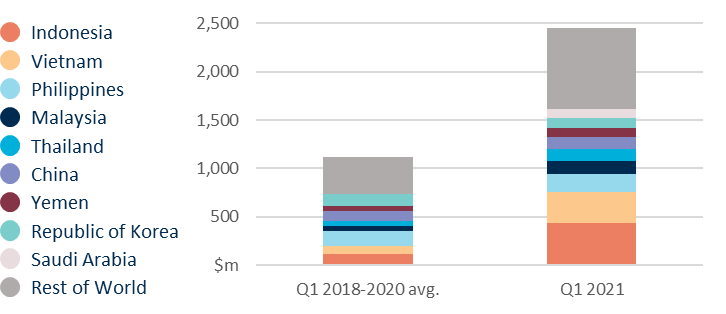 Indonesia
Vietnam
Philippines
Malaysia
Thailand
China
Yemen
Republic of Korea
Saudi Arabia
Rest of World
2,500
2,000
1,500
1,000
500
$m
Q1 2018-2020 avg.
Q1 2021